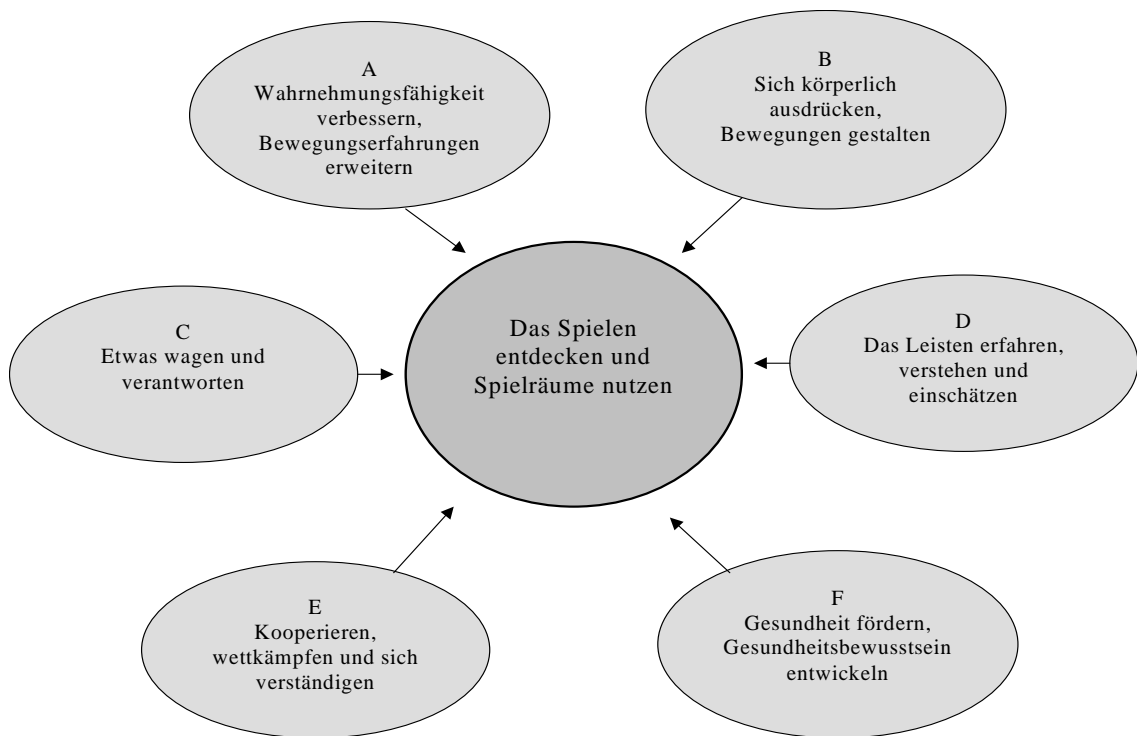 A
Wahrnehmungsfähigkeit
verbessern,
Bewegungserfahrungen
erweitern
B
Sich körperlich
ausdrücken,
Bewegungen gestalten
C
Etwas wagen und
verantworten
Das Spielen
entdecken und
Spielräume nutzen
D
Das Leisten erfahren,
verstehen und
einschätzen
E
Kooperieren,
wettkämpfen und sich
verständigen
F
Gesundheit fördern,
Gesundheitsbewusstsein
entwickeln